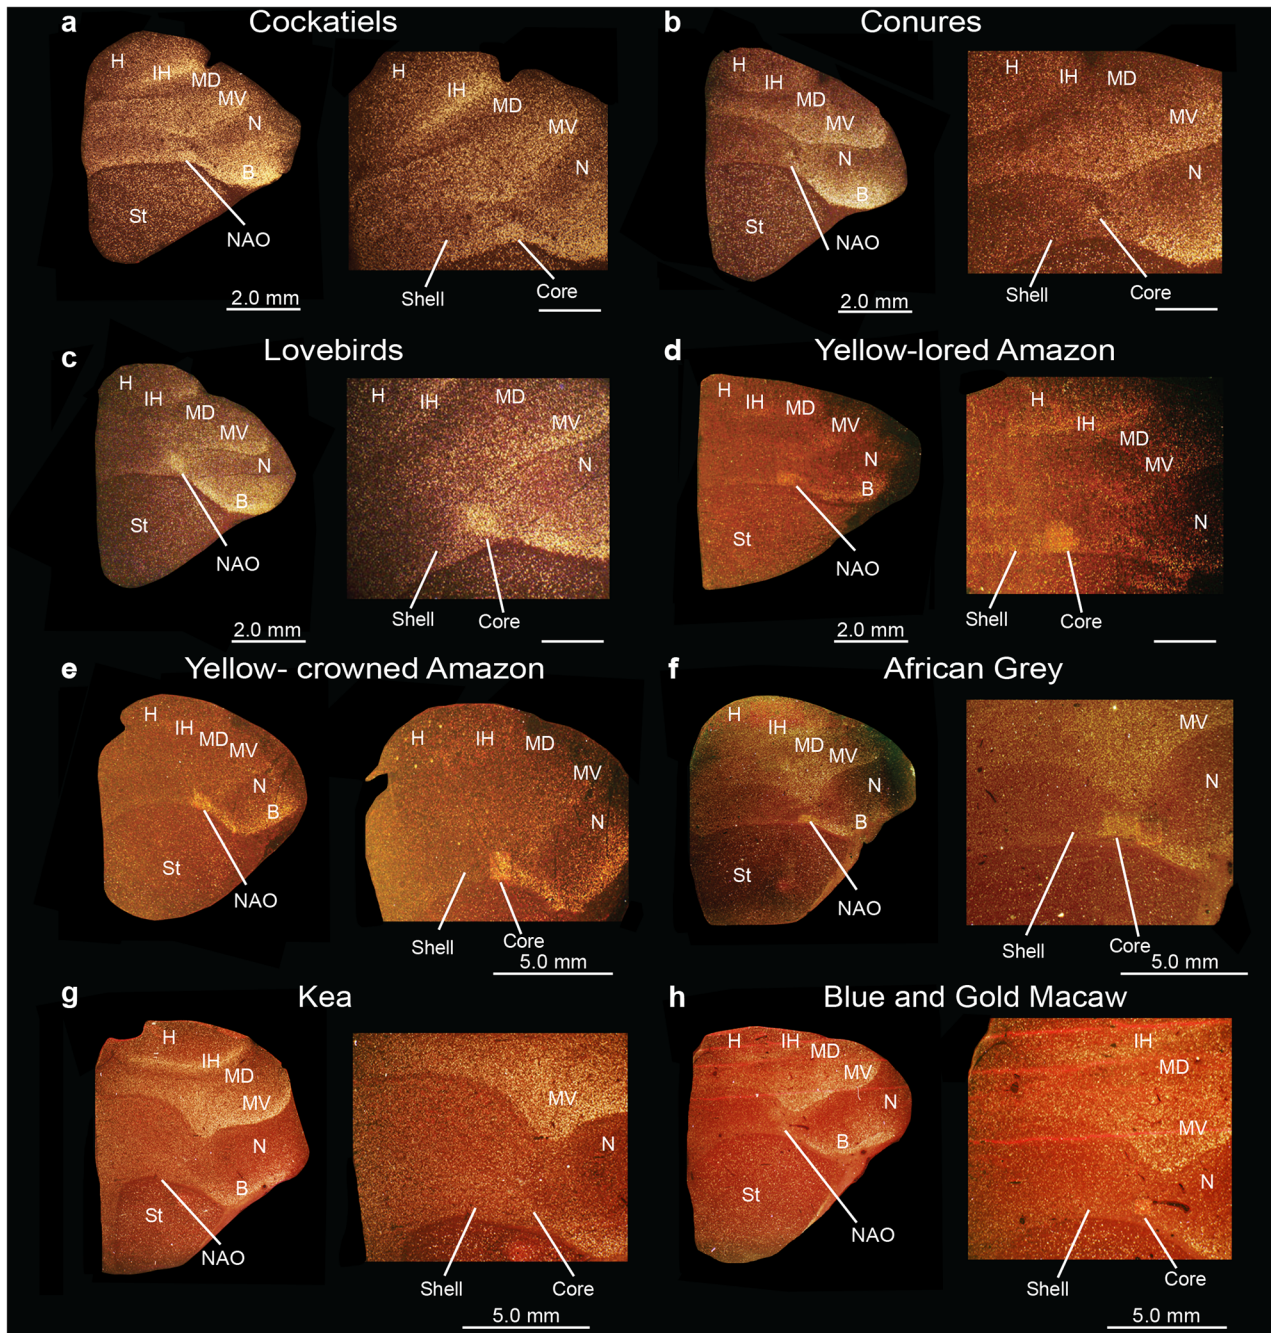 a Cockatiels
H
IH
MD
MV
N
B
St
NAO
2.0 mm
H
IH
MD
MV
N
Shell
Core
b Conures
H
IH
MD
MV
N
B
St
NAO
2.0 mm
H
IH
MD
MV
N
Shell
Core
c Lovebirds
H
IH
MD
MV
N
B
St
NAO
2.0 mm
H
IH
MD
MV
N
Shell
Core
d Yellow-lored Amazon
H
IH
MD
MV
N
B
St
NAO
2.0 mm
H
IH
MD
MV
N
Shell
Core
e Yellow- crowned Amazon
H
IH
MD
MV
N
B
St
NAO
H
IH
MD
MV
N
Shell
Core
5.0 mm
f African Grey
H
IH
MD
MV
N
B
St
NAO
MV
N
Shell
Core
5.0 mm
g Kea
H
IH
MD
MV
N
B
St
NAO
MV
N
Shell
Core
5.0 mm
h Blue and Gold Macaw
H
IH
MD
MV
N
B
St
NAO
IH
MD
MV
N
Shell
Core
5.0 mm